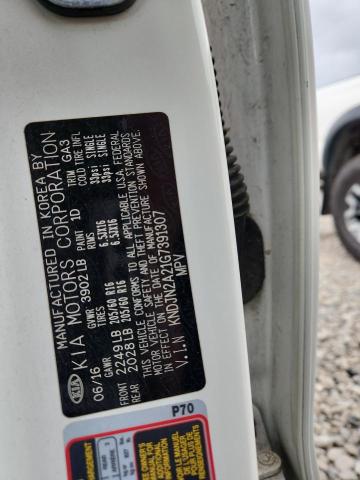 MANUFACTURED IN KOREA BY
KIA KIA MOTORS CORPORATION
06/16 GVWR 3902LB PAINT 1D TRIM GA3
GAWR TIRES RIMS COLD TIRE INFL
FRONT 2249LB 205/60 R16 6.5JX16 33psi SINGLE
REAR 2028LB 205/60 R16 6.5JX16 33psi SINGLE
THIS VEHICLE CONFORMS TO ALL APPLICABLE U.S.A. FEDERAL
MOTOR VEHICLE SAFETY AND THEFT PREVENTION STANDARDS
IN EFFECT ON THE DATE OF MANUFACTURE SHOWN ABOVE.
V.I.N KNDJN2A21G7391307
MPV
P70